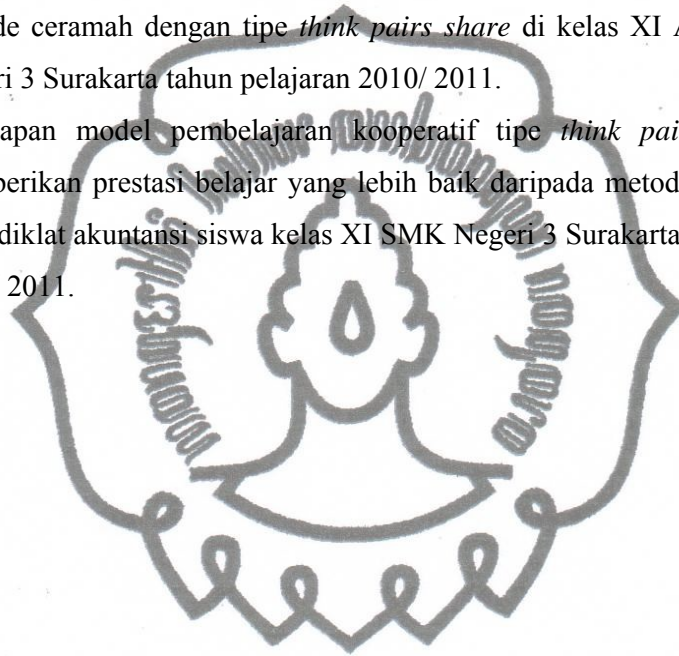 de ceramah dengan tipe think pairs share di kelas XI A
ri 3 Surakarta tahun pelajaran 2010/ 2011.
apan model pembelajaran kooperatif tipe think pai
berikan prestasi belajar yang lebih baik daripada metod
diklat akuntansi siswa kelas XI SMK Negeri 3 Surakarta
2011.